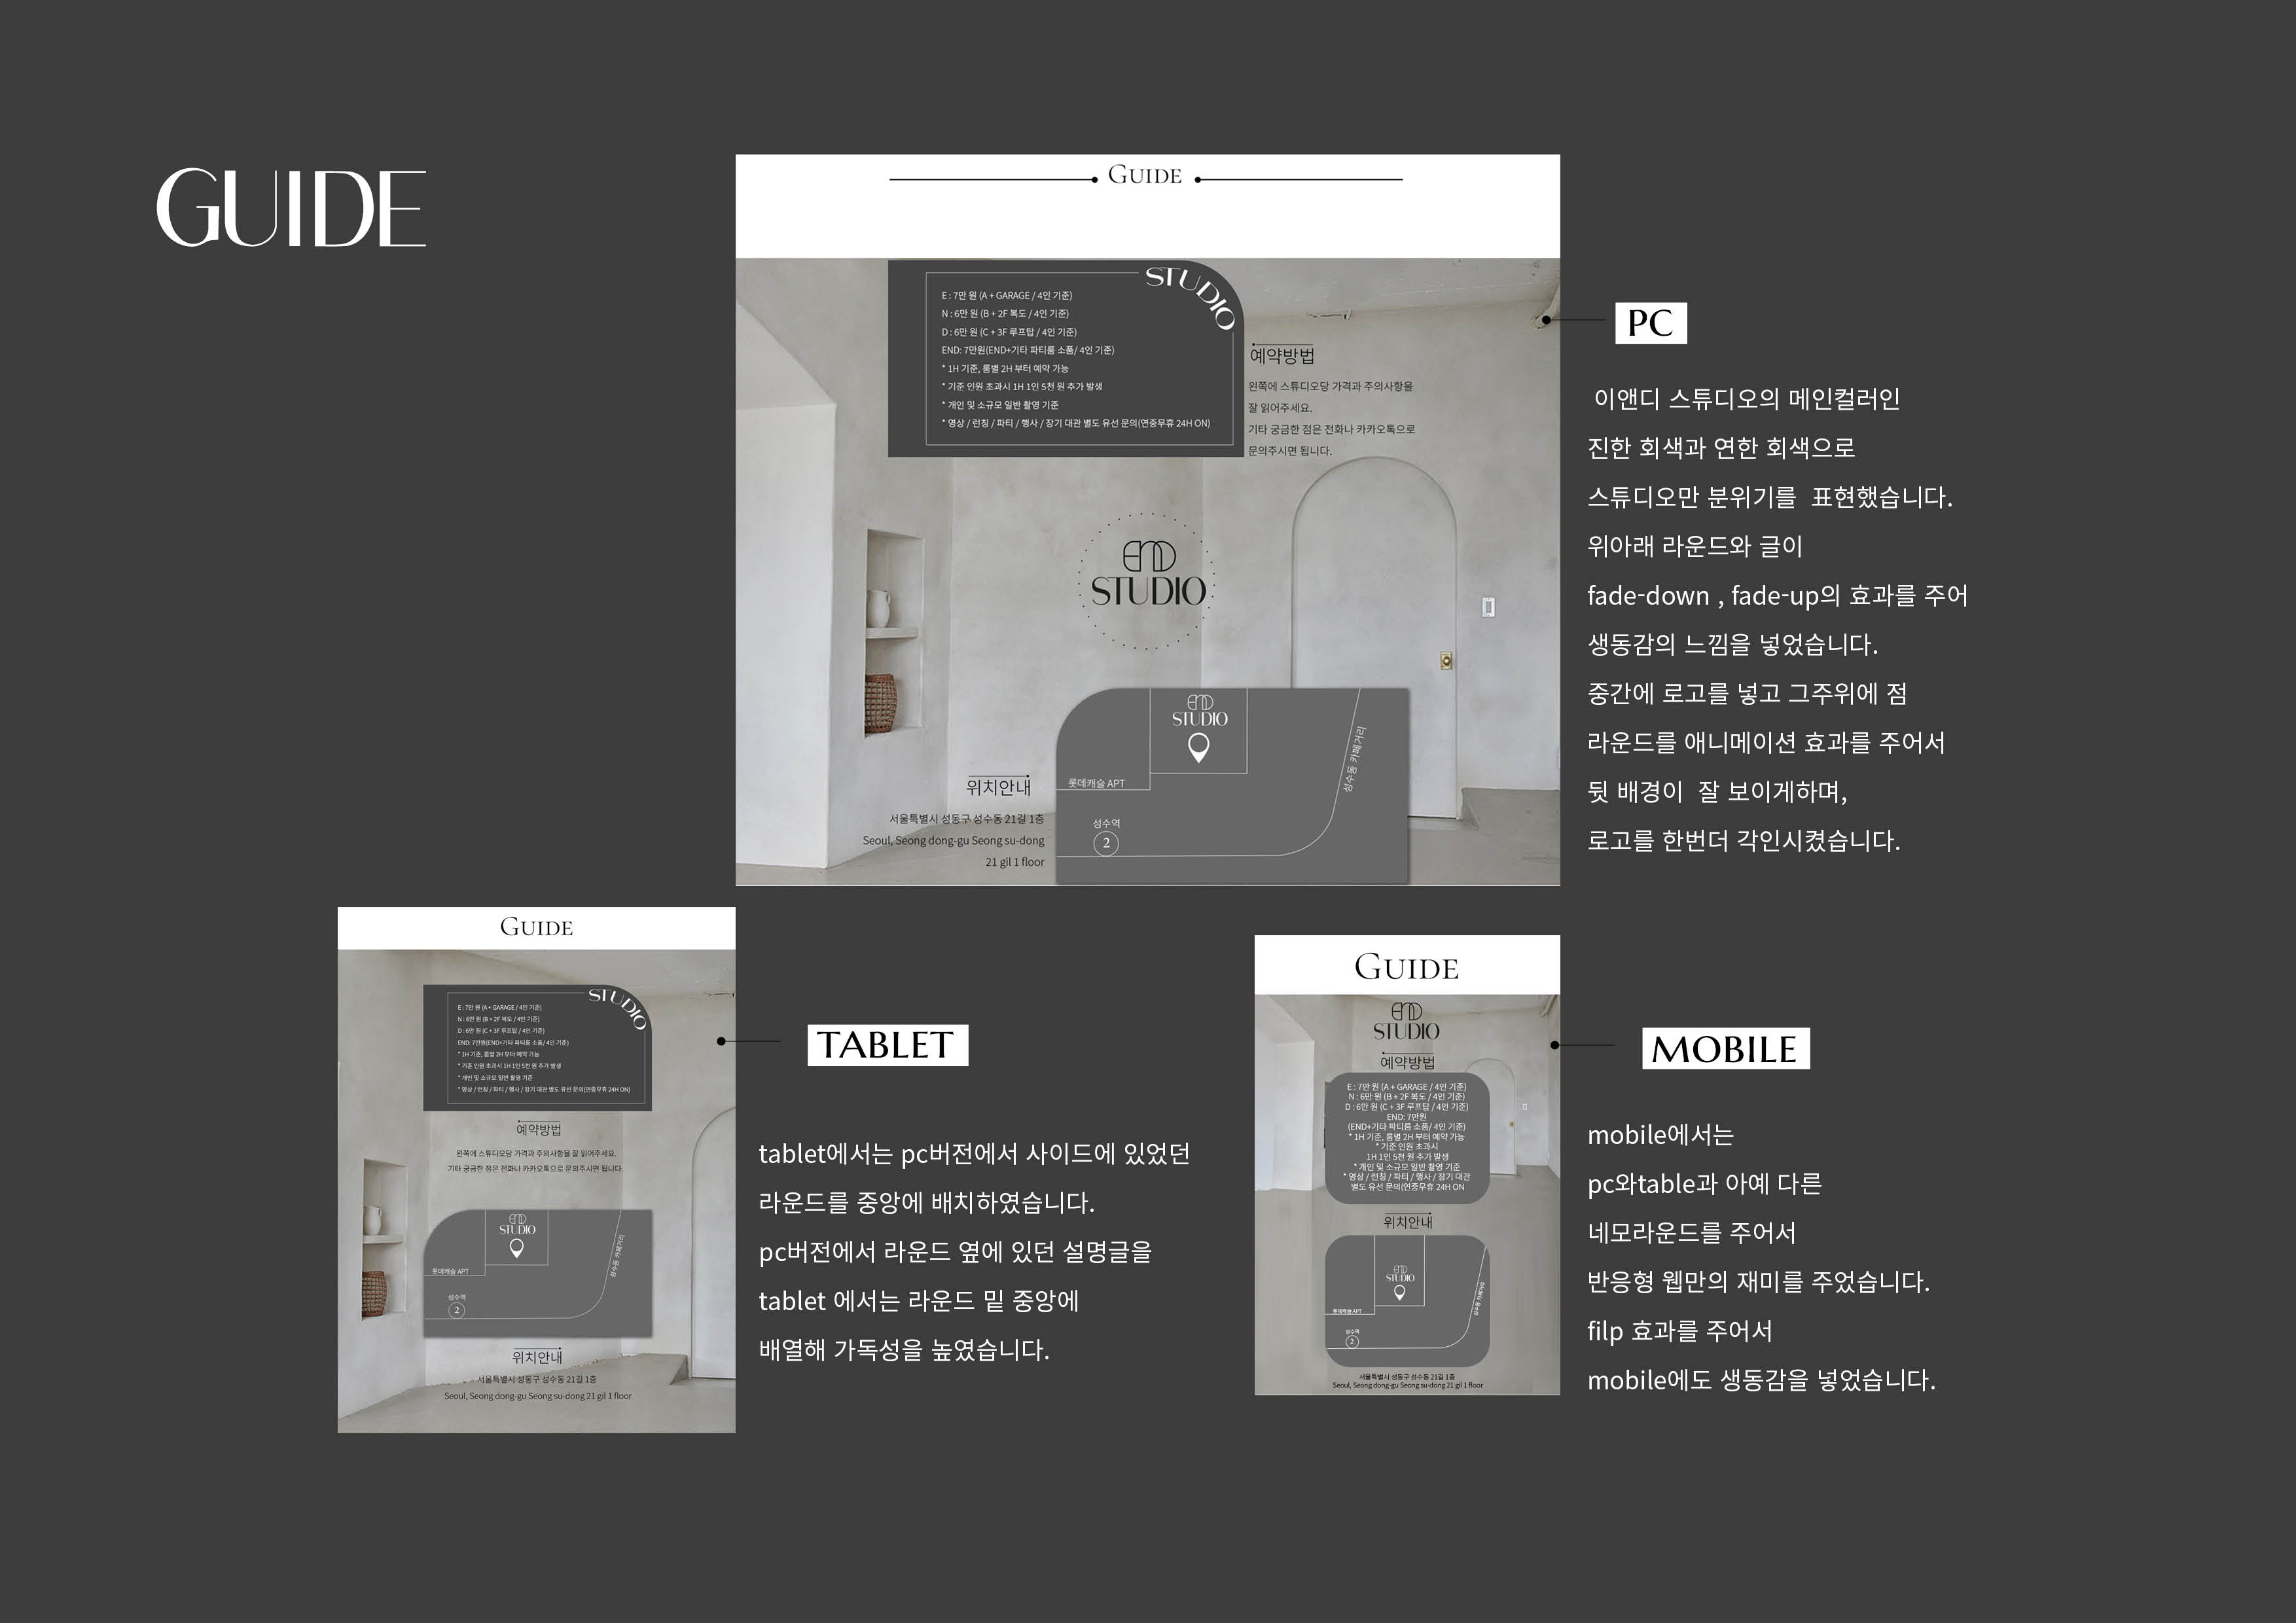 GUIDE
GUIDE
STUDIO
E : 7만 원 (A + GARAGE / 4인 기준)
N : 6만 원 (B + 2F 복도 / 4인 기준)
D : 6만 원 (C + 3F 루프탑 / 4인 기준)
END: 7만원(END+기타 파티룸 소품/ 4인 기준)
* 1H 기준, 룸별 2H 부터 예약 가능
* 기준 인원 초과시 1H 1인 5천 원 추가 발생
* 개인 및 소규모 일반 촬영 기준
* 영상 / 런칭 / 파티 / 행사 / 장기 대관 별도 유선 문의(연중무휴 24H ON)
예약방법
왼쪽에 스튜디오당 가격과 주의사항을
잘 읽어주세요.
기타 궁금한 점은 전화나 카카오톡으로
문의주시면 됩니다.
END
STUDIO
END
STUDIO
롯데캐슬 APT
성수동 카페거리
성수역
2
위치안내
서울특별시 성동구 성수동 21길 1층
Seoul, Seong dong-gu Seong su-dong
21 gil 1 floor
PC
이앤디 스튜디오의 메인컬러인
진한 회색과 연한 회색으로
스튜디오만 분위기를 표현했습니다.
위아래 라운드와 글이
fade-down , fade-up의 효과를 주어
생동감의 느낌을 넣었습니다.
중간에 로고를 넣고 그주위에 점
라운드를 애니메이션 효과를 주어서
뒷 배경이 잘 보이게하며,
로고를 한번더 각인시켰습니다.
GUIDE
STUDIO
E : 7만 원 (A + GARAGE / 4인 기준)
N : 6만 원 (B + 2F 복도 / 4인 기준)
D : 6만 원 (C + 3F 루프탑 / 4인 기준)
END: 7만원(END+기타 파티룸 소품/ 4인 기준)
* 1H 기준, 룸별 2H 부터 예약 가능
* 기준 인원 초과시 1H 1인 5천 원 추가 발생
* 개인 및 소규모 일반 촬영 기준
* 영상 / 런칭 / 파티 / 행사 / 장기 대관 별도 유선 문의(연중무휴 24H ON)
예약방법
왼쪽에 스튜디오당 가격과 주의사항을 잘 읽어주세요.
기타 궁금한 점은 전화나 카카오톡으로 문의주시면 됩니다.
END
STUDIO
롯데캐슬 APT
성수동 카페거리
성수역
2
위치안내
서울특별시 성동구 성수동 21길 1층
Seoul, Seong dong-gu Seong su-dong 21 gil 1 floor
TABLET
tablet에서는 pc버전에서 사이드에 있었던
라운드를 중앙에 배치하였습니다.
pc버전에서 라운드 옆에 있던 설명글을
tablet 에서는 라운드 밑 중앙에
배열해 가독성을 높였습니다.
GUIDE
END
STUDIO
예약방법
E : 7만 원 (A + GARAGE / 4인 기준)
N : 6만 원 (B + 2F 복도 / 4인 기준)
D : 6만 원 (C + 3F 루프탑 / 4인 기준)
END: 7만원
(END+기타 파티룸 소품/ 4인 기준)
* 1H 기준, 룸별 2H 부터 예약 가능
* 기준 인원 초과시
1H 1인 5천 원 추가 발생
* 개인 및 소규모 일반 촬영 기준
* 영상 / 런칭 / 파티 / 행사 / 장기 대관
별도 유선 문의(연중무휴 24H ON
위치안내
END
STUDIO
롯데캐슬 APT
성수동 카페거리
성수역
2
서울특별시 성동구 성수동 21길 1층
Seoul, Seong dong-gu Seong su-dong 21 gil 1 floor
MOBILE
mobile에서는
pc와table과 아예 다른
네모라운드를 주어서
반응형 웹만의 재미를 주었습니다.
filp 효과를 주어서
mobile에도 생동감을 넣었습니다.